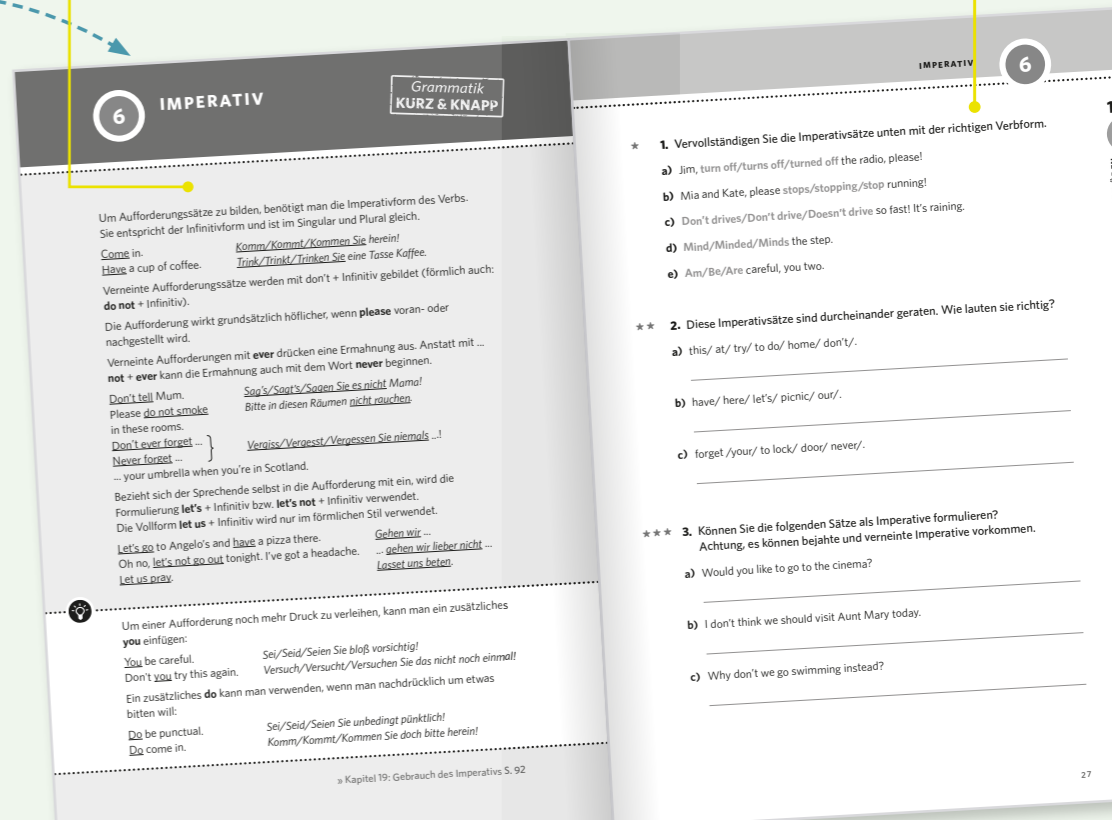 6
IMPERATIV
Grammatik
KURZ & KNAPP
Um Aufforderungssätze zu bilden, benötigt man die Imperativform des Verbs.
Sie entspricht der Infinitivform und ist im Singular und Plural gleich.
Come in. Komm/Kommt/Kommen Sie herein!
Have a cup of coffee. Trink/Trinkt/Trinken Sie eine Tasse Kaffee.
Verneinte Aufforderungssätze werden mit don't + Infinitiv gebildet (förmlich auch:
do not + Infinitiv).
Die Aufforderung wirkt grundsätzlich höflicher, wenn please voran- oder
nachgestellt wird.
Verneinte Aufforderungen mit ever drücken eine Ermahnung aus. Anstatt mit ...
not + ever kann die Ermahnung auch mit dem Wort never beginnen.
Don't tell Mum. Sag's/Sagt's/Sagen Sie es nicht Mama!
Please do not smoke Bitte in diesen Räumen nicht rauchen.
in these rooms.
Don't ever forget ...
Never forget ... Vergiss/Vergesst/Vergessen Sie niemals ...!
... your umbrella when you're in Scotland.
Bezieht sich der Sprechende selbst in die Aufforderung mit ein, wird die
Formulierung let's + Infinitiv bzw. let's not + Infinitiv verwendet.
Die Vollform let us + Infinitiv wird nur im förmlichen Stil verwendet.
Let's go to Angelo's and have a pizza there. Gehen wir ...
Oh no, let's not go out tonight. I've got a headache. ... gehen wir lieber nicht ...
Let us pray. Lasset uns beten.
Um einer Aufforderung noch mehr Druck zu verleihen, kann man ein zusätzliches
you einfügen:
You be careful. Sei/Seid/Seien Sie bloß vorsichtig!
Don't you try this again. Versuch/Versucht/Versuchen Sie das nicht noch einmal!
Ein zusätzliches do kann man verwenden, wenn man nachdrücklich um etwas
bitten will:
Do be punctual. Sei/Seid/Seien Sie unbedingt pünktlich!
Do come in. Komm/Kommt/Kommen Sie doch bitte herein!
» Kapitel 19: Gebrauch des Imperativs S. 92
IMPERATIV
6
1. Vervollständigen Sie die Imperativsätze unten mit der richtigen Verbform.
a) Jim, turn off/turns off/turned off the radio, please!
b) Mia and Kate, please stops/stopping/stop running!
c) Don't drives/Don't drive/Doesn't drive so fast! It's raining.
d) Mind/Minded/Minds the step.
e) Am/Be/Are careful, you two.
2. Diese Imperativsätze sind durcheinander geraten. Wie lauten sie richtig?
a) this/ at/ try/ to do/ home/ don't/.
b) have/ here/ let's/ picnic/ our/.
c) forget /your/ to lock/ door/ never/.
3. Können Sie die folgenden Sätze als Imperative formulieren?
Achtung, es können bejahte und verneinte Imperative vorkommen.
a) Would you like to go to the cinema?
b) I don't think we should visit Aunt Mary today.
c) Why don't we go swimming instead?
27